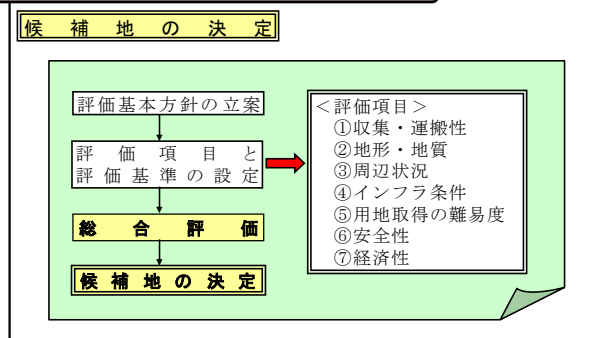 候補地の決定
評価基本方針の立案
評価項目と
評価基準の設定
総合評価
候補地の決定
＜評価項目＞
①収集・運搬性
②地形・地質
③周辺状況
④インフラ条件
⑤用地取得の難易度
⑥安全性
⑦経済性